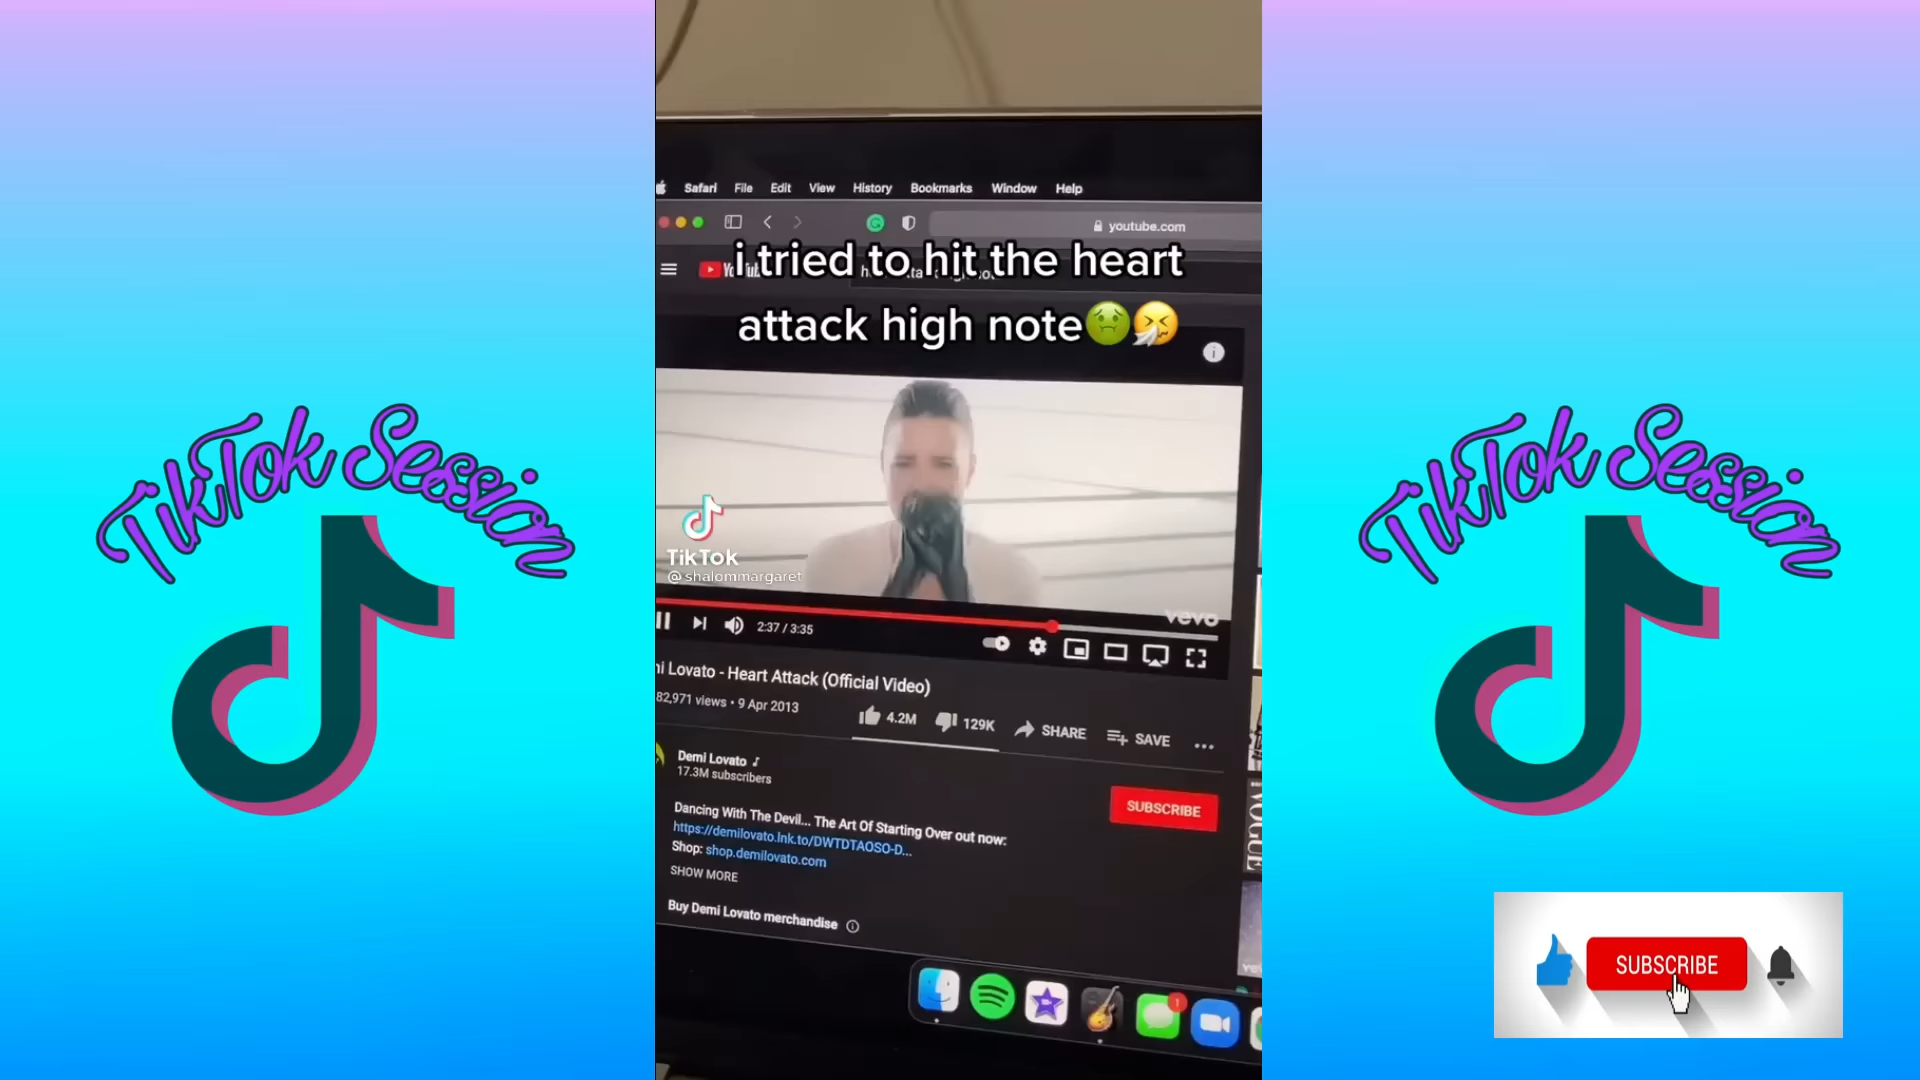 TikTok Session
Safari File Edit View History Bookmarks Window Help
youtube.com
i tried to hit the heart
attack high note🤢🤧
TikTok
@shalommargaret
vevo
2:37 / 3:35
i Lovato - Heart Attack (Official Video)
82,971 views • 9 Apr 2013
4.2M 129K SHARE SAVE
Demi Lovato
17.3M subscribers
SUBSCRIBE
Dancing With The Devil... The Art Of Starting Over out now:
https://demilovato.lnk.to/DWTDTAOSO-D...
Shop: shop.demilovato.com
SHOW MORE
Buy Demi Lovato merchandise
VOGUE
1
TikTok Session
SUBSCRIBE